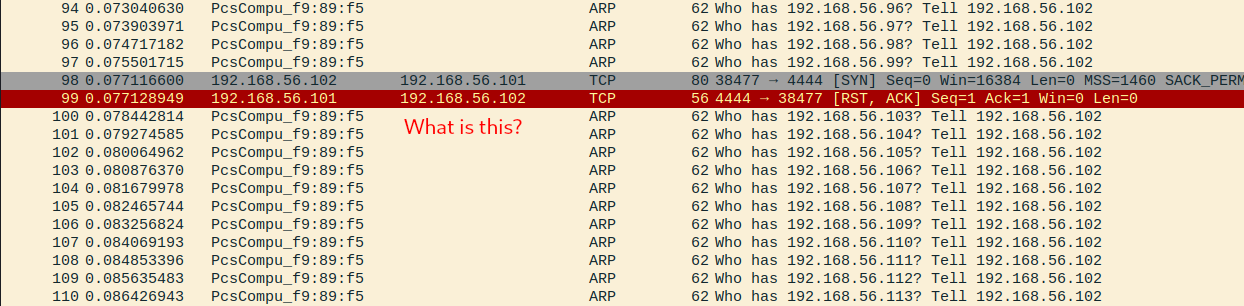 94 0.073040630 PcsCompu_f9:89:f5 ARP 62 Who has 192.168.56.96? Tell 192.168.56.102
95 0.073903971 PcsCompu_f9:89:f5 ARP 62 Who has 192.168.56.97? Tell 192.168.56.102
96 0.074717182 PcsCompu_f9:89:f5 ARP 62 Who has 192.168.56.98? Tell 192.168.56.102
97 0.075501715 PcsCompu_f9:89:f5 ARP 62 Who has 192.168.56.99? Tell 192.168.56.102
98 0.077116600 192.168.56.102 192.168.56.101 TCP 80 38477 → 4444 [SYN] Seq=0 Win=16384 Len=0 MSS=1460 SACK_PERM
99 0.077128949 192.168.56.101 192.168.56.102 TCP 56 4444 → 38477 [RST, ACK] Seq=1 Ack=1 Win=0 Len=0
100 0.078442814 PcsCompu_f9:89:f5 ARP 62 Who has 192.168.56.103? Tell 192.168.56.102
What is this?
101 0.079274585 PcsCompu_f9:89:f5 ARP 62 Who has 192.168.56.104? Tell 192.168.56.102
102 0.080064962 PcsCompu_f9:89:f5 ARP 62 Who has 192.168.56.105? Tell 192.168.56.102
103 0.080876370 PcsCompu_f9:89:f5 ARP 62 Who has 192.168.56.106? Tell 192.168.56.102
104 0.081679978 PcsCompu_f9:89:f5 ARP 62 Who has 192.168.56.107? Tell 192.168.56.102
105 0.082465744 PcsCompu_f9:89:f5 ARP 62 Who has 192.168.56.108? Tell 192.168.56.102
106 0.083256824 PcsCompu_f9:89:f5 ARP 62 Who has 192.168.56.109? Tell 192.168.56.102
107 0.084069193 PcsCompu_f9:89:f5 ARP 62 Who has 192.168.56.110? Tell 192.168.56.102
108 0.084853396 PcsCompu_f9:89:f5 ARP 62 Who has 192.168.56.111? Tell 192.168.56.102
109 0.085635483 PcsCompu_f9:89:f5 ARP 62 Who has 192.168.56.112? Tell 192.168.56.102
110 0.086426943 PcsCompu_f9:89:f5 ARP 62 Who has 192.168.56.113? Tell 192.168.56.102